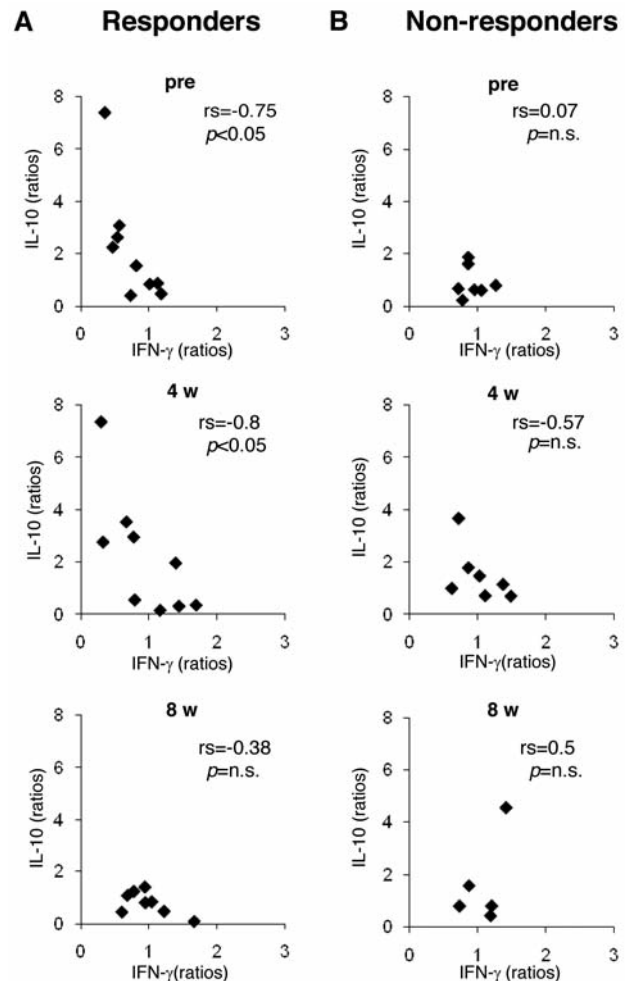 A Responders
B Non-responders
pre
rs=-0.75
p<0.05
IL-10 (ratios)
8
6
4
2
0
0 1 2 3
IFN-γ (ratios)
pre
rs=0.07
p=n.s.
IL-10 (ratios)
8
6
4
2
0
0 1 2 3
IFN-γ (ratios)
4 w
rs=-0.8
p<0.05
IL-10 (ratios)
8
6
4
2
0
0 1 2 3
IFN-γ(ratios)
4 w
rs=-0.57
p=n.s.
IL-10 (ratios)
8
6
4
2
0
0 1 2 3
IFN-γ(ratios)
8 w
rs=-0.38
p=n.s.
IL-10 (ratios)
8
6
4
2
0
0 1 2 3
IFN-γ(ratios)
8 w
rs=0.5
p=n.s.
IL-10 (ratios)
8
6
4
2
0
0 1 2 3
IFN-γ(ratios)